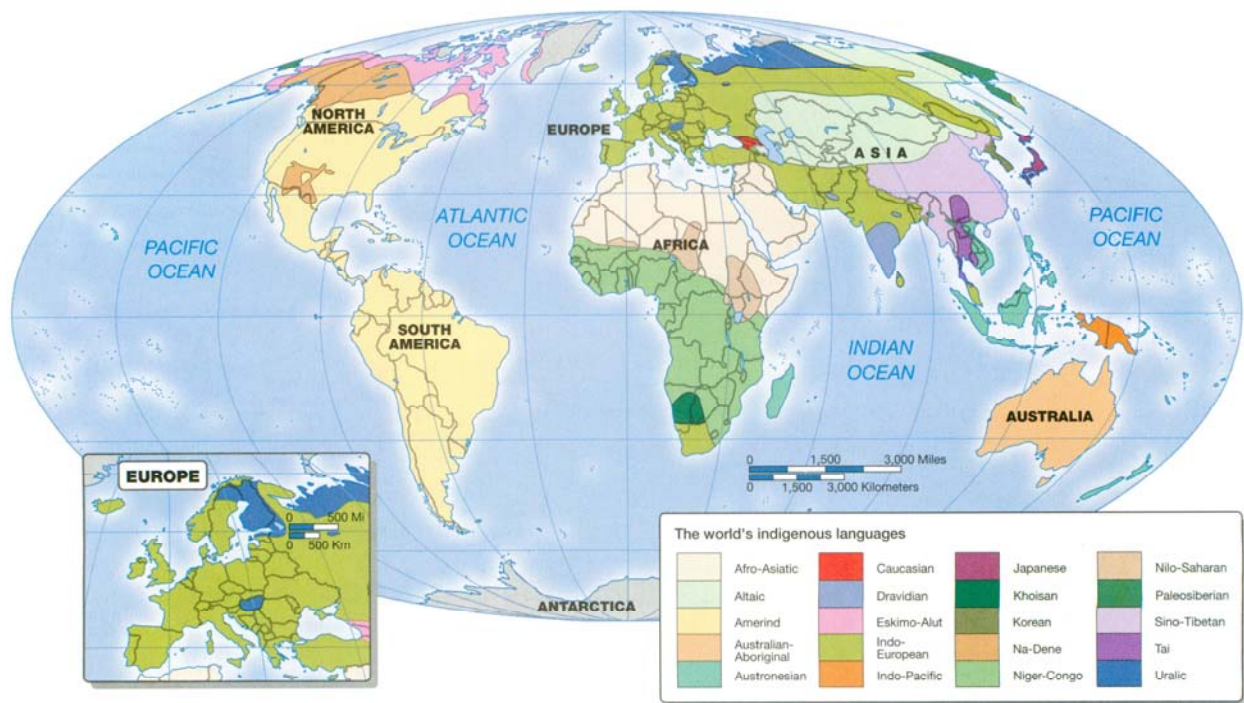 NORTH
AMERICA
EUROPE
ASIA
ATLANTIC
OCEAN
PACIFIC
OCEAN
AFRICA
PACIFIC
OCEAN
SOUTH
AMERICA
INDIAN
OCEAN
AUSTRALIA
0 1,500 3,000 Miles
0 1,500 3,000 Kilometers
EUROPE
0 500 Mi
0 500 Km
ANTARCTICA
The world's indigenous languages
Afro-Asiatic
Altaic
Amerind
Australian-
Aboriginal
Austronesian
Caucasian
Dravidian
Eskimo-Alut
Indo-
European
Indo-Pacific
Japanese
Khoisan
Korean
Na-Dene
Niger-Congo
Nilo-Saharan
Paleosiberian
Sino-Tibetan
Tai
Uralic